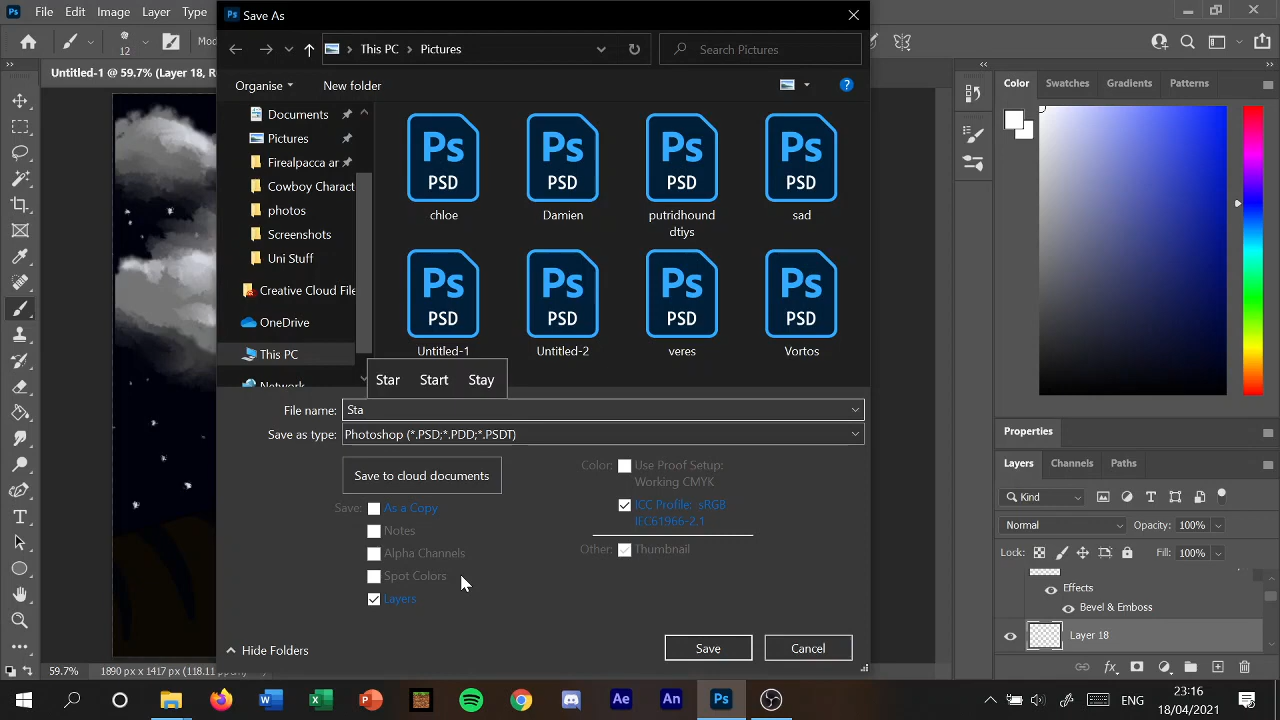 File Edit Image Layer Type
Save As
12 Mo
Untitled-1 @ 59.7% (Layer 18, R
This PC Pictures
Search Pictures
Organise New folder
Documents
Pictures
Firealpacca ar
Cowboy Charact
photos
Screenshots
Uni Stuff
Creative Cloud File
OneDrive
This PC
Network
Ps PSD
chloe
Ps PSD
Damien
Ps PSD
putridhound
dtiys
Ps PSD
sad
Ps PSD
Untitled-1
Ps PSD
Untitled-2
Ps PSD
veres
Ps PSD
Vortos
Star Start Stay
File name: Sta
Save as type: Photoshop (*.PSD;*.PDD;*.PSDT)
Save to cloud documents
Save: As a Copy
Notes
Alpha Channels
Spot Colors
Layers
Color: Use Proof Setup:
Working CMYK
ICC Profile: sRGB
IEC61966-2.1
Other: Thumbnail
Hide Folders
Save Cancel
Color Swatches Gradients Patterns
Properties
Layers Channels Paths
Kind
Normal Opacity: 100%
Lock: Fill: 100%
Effects
Bevel & Emboss
Layer 18
59.7% 1890 px x 1417 px (118.11
ENG
23:16
18/04/2021